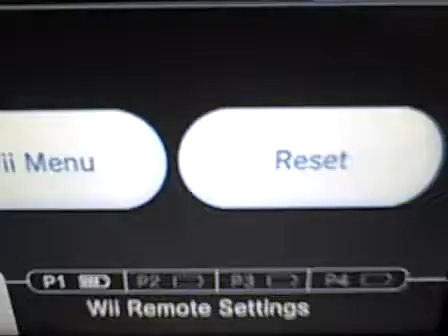 ii Menu
Reset
P1 P2 P3 P4
Wii Remote Settings